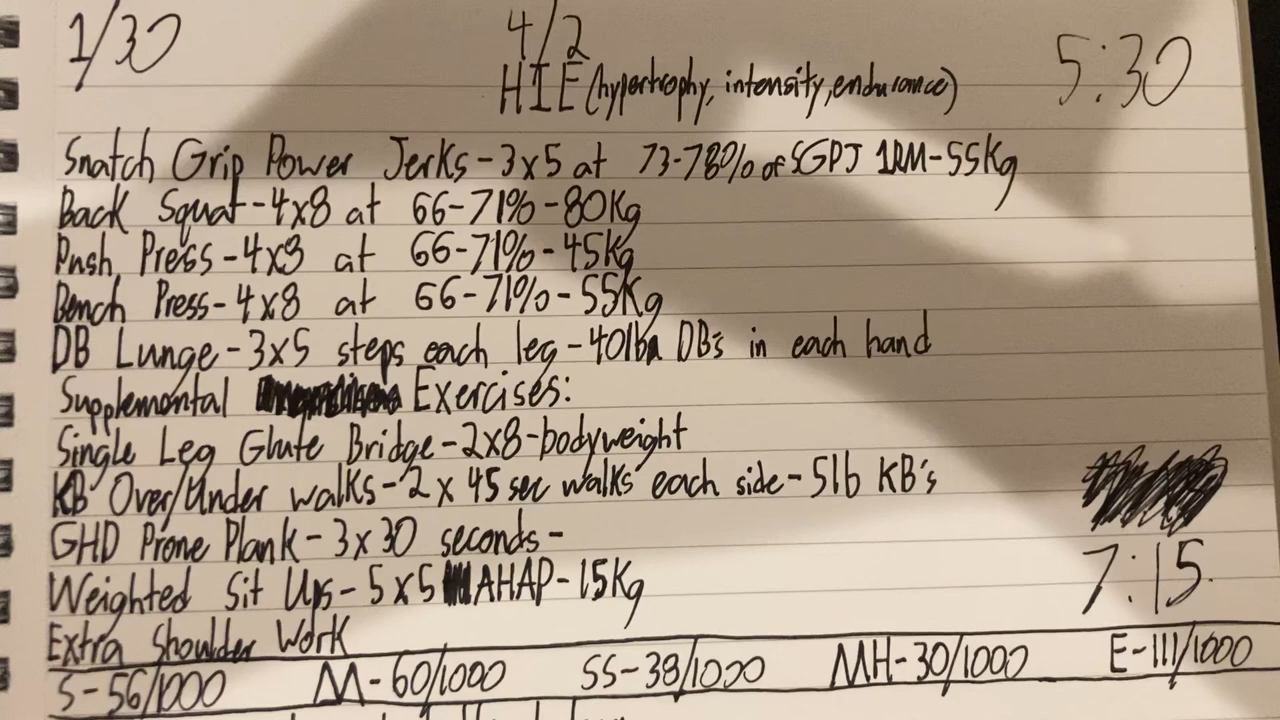 1/30 4/2 5:30
HIE (hypertrophy, intensity, endurance)
Snatch Grip Power Jerks-3x5 at 73-78% of SGPJ 1RM-55Kg
Back Squat-4x8 at 66-71%-80Kg
Push Press-4x8 at 66-71%-45Kg
Bench Press-4x8 at 66-71%-55Kg
DB Lunge-3x5 steps each leg-40lb DB's in each hand
Supplemental Exercises:
Single Leg Glute Bridge-2x8-bodyweight
KB Over/Under walks-2 x 45 sec walks each side-5lb KB's
GHD Prone Plank-3x30 seconds-
Weighted Sit Ups-5x5 AHAP-15Kg
7:15
Extra Shoulder Work
S-56/1000 M-60/1000 SS-38/1000 MH-30/1000 E-111/1000